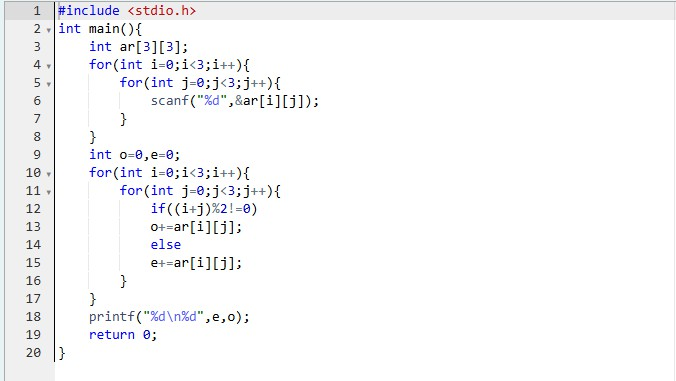 1 #include <stdio.h>
2 int main(){
3 int ar[3][3];
4 for(int i=0;i<3;i++){
5 for(int j=0;j<3;j++){
6 scanf("%d",&ar[i][j]);
7 }
8 }
9 int o=0,e=0;
10 for(int i=0;i<3;i++){
11 for(int j=0;j<3;j++){
12 if((i+j)%2!=0)
13 o+=ar[i][j];
14 else
15 e+=ar[i][j];
16 }
17 }
18 printf("%d\n%d",e,o);
19 return 0;
20 }